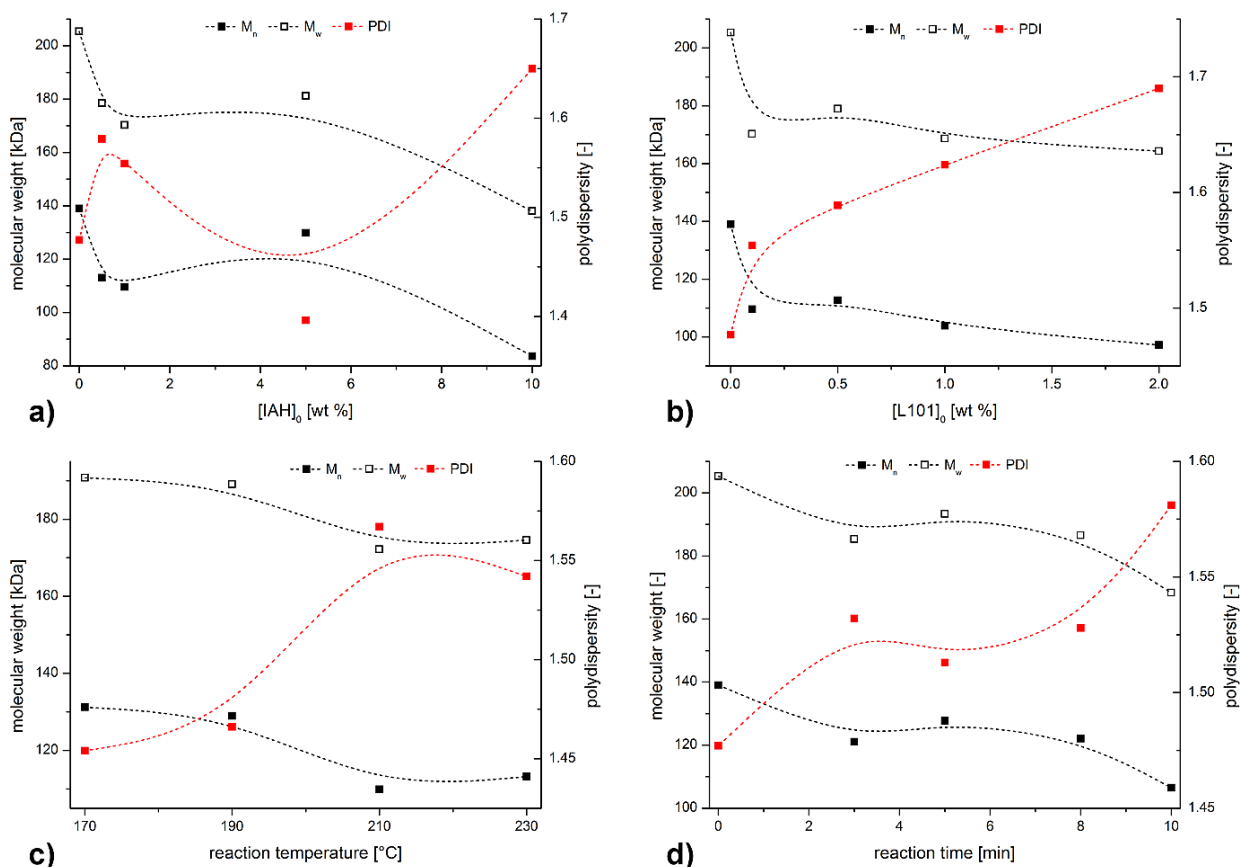 Mₙ M_w PDI
molecular weight [kDa]
200
180
160
140
120
100
80
1.7
1.6
1.5
1.4
polydispersity [-]
0 2 4 6 8 10
[IAH]₀ [wt %]
a)
Mₙ M_w PDI
molecular weight [kDa]
200
180
160
140
120
100
1.7
1.6
1.5
polydispersity [-]
0.0 0.5 1.0 1.5 2.0
[L101]₀ [wt %]
b)
Mₙ M_w PDI
molecular weight [kDa]
180
160
140
120
1.60
1.55
1.50
1.45
polydispersity [-]
170 190 210 230
reaction temperature [°C]
c)
Mₙ M_w PDI
molecular weight [-]
200
180
160
140
120
100
1.60
1.55
1.50
1.45
polydispersity [-]
0 2 4 6 8 10
reaction time [min]
d)